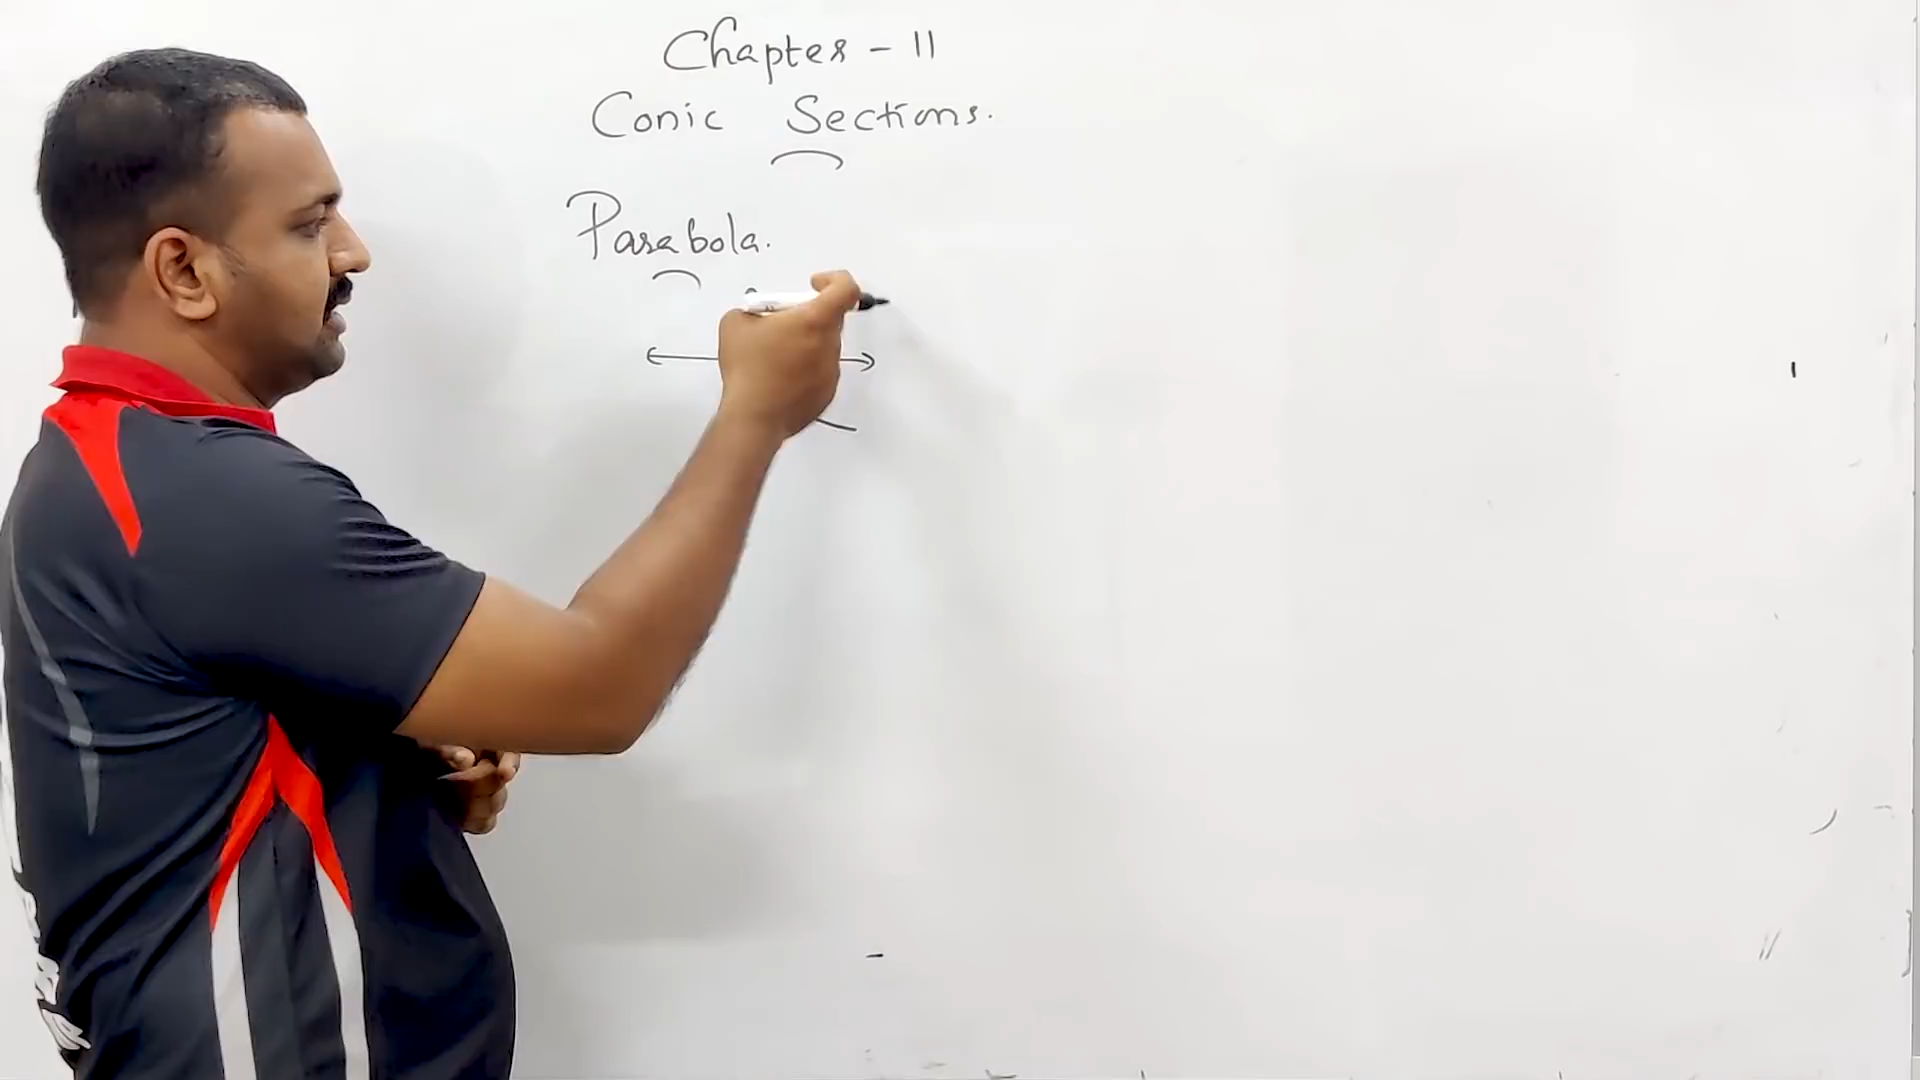 Chapter - 11
Conic Sections.
Parabola.